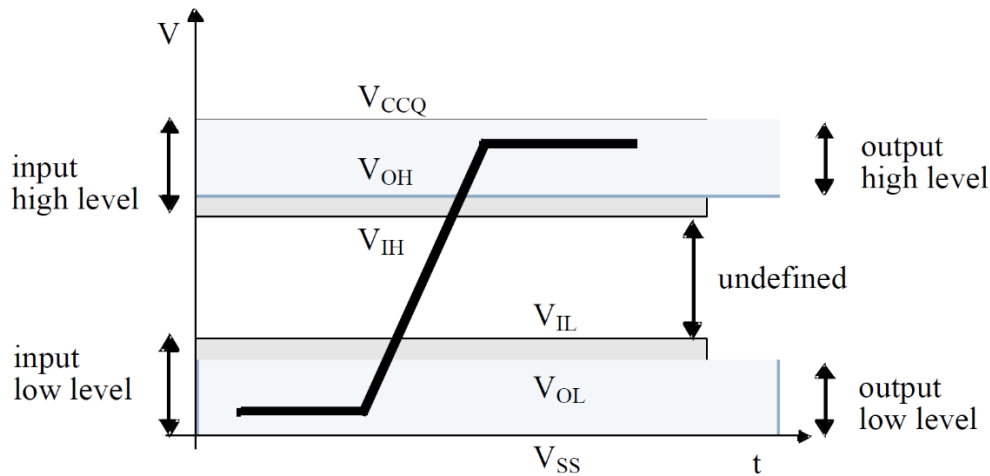 V
V_CCQ
input
high level
V_OH
output
high level
V_IH
undefined
V_IL
input
low level
V_OL
output
low level
V_SS
t